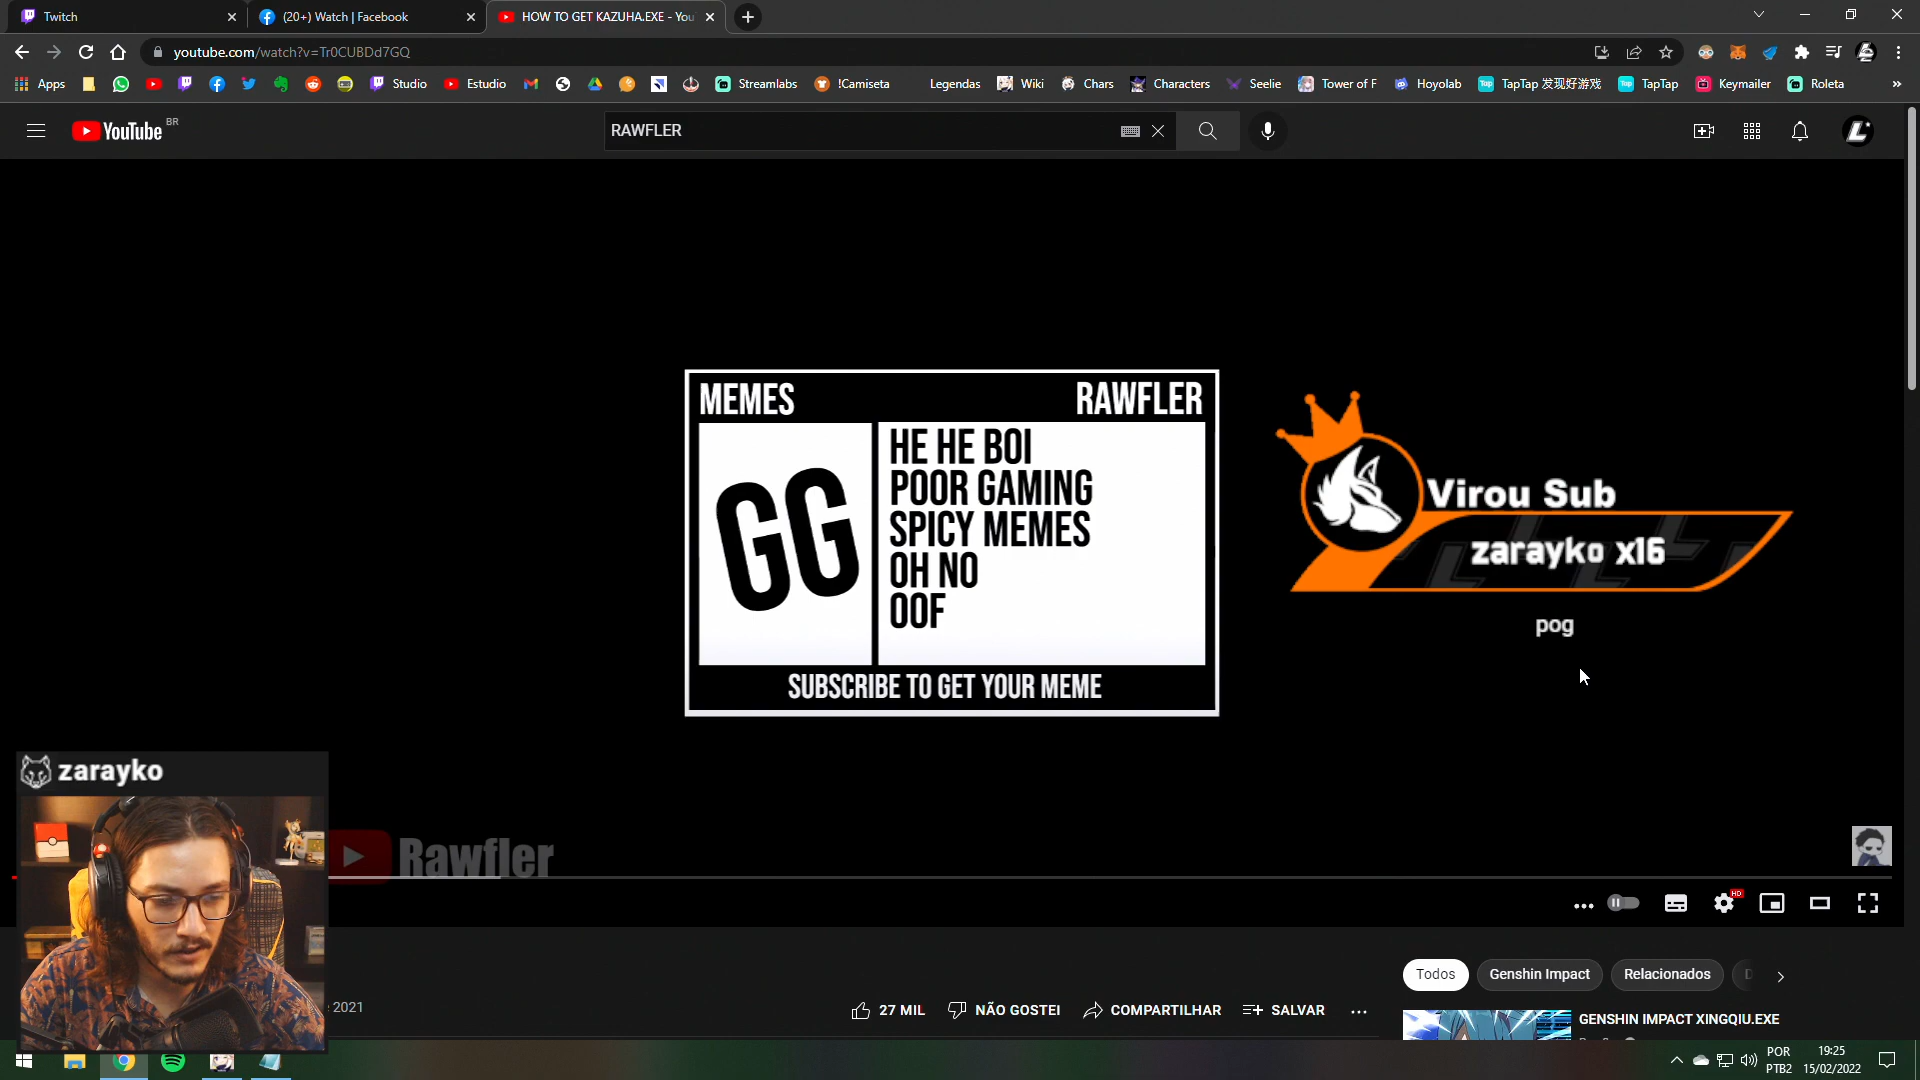 Twitch
(20+) Watch | Facebook
HOW TO GET KAZUHA.EXE - You
youtube.com/watch?v=Tr0CUBDd7GQ
Apps
Studio
Estudio
Streamlabs
!Camiseta
Legendas
Wiki
Chars
Characters
Seelie
Tower of F
Hoyolab
TapTap 发现好游戏
TapTap
Keymailer
Roleta
YouTube BR
RAWFLER
MEMES
RAWFLER
GG
HE HE BOI
POOR GAMING
SPICY MEMES
OH NO
OOF
SUBSCRIBE TO GET YOUR MEME
Virou Sub
zarayko x16
pog
zarayko
Rawfler
HD
2021
27 MIL
NÃO GOSTEI
COMPARTILHAR
SALVAR
Todos
Genshin Impact
Relacionados
GENSHIN IMPACT XINGQIU.EXE
POR
PTB2
19:25
15/02/2022